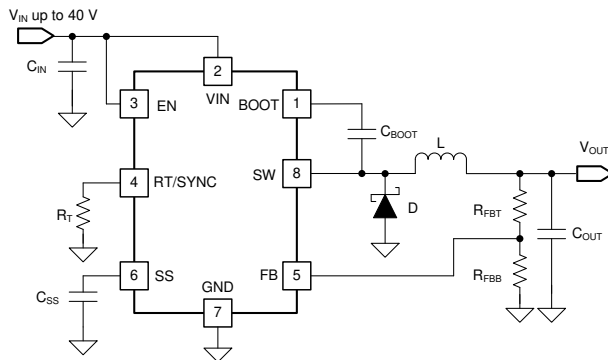 VIN up to 40 V
CIN
2
VIN
3
EN
BOOT
1
CBOOT
L
VOUT
4
RT/SYNC
SW
8
RT
D
RFBT
COUT
6
SS
FB
5
CSS
GND
7
RFBB